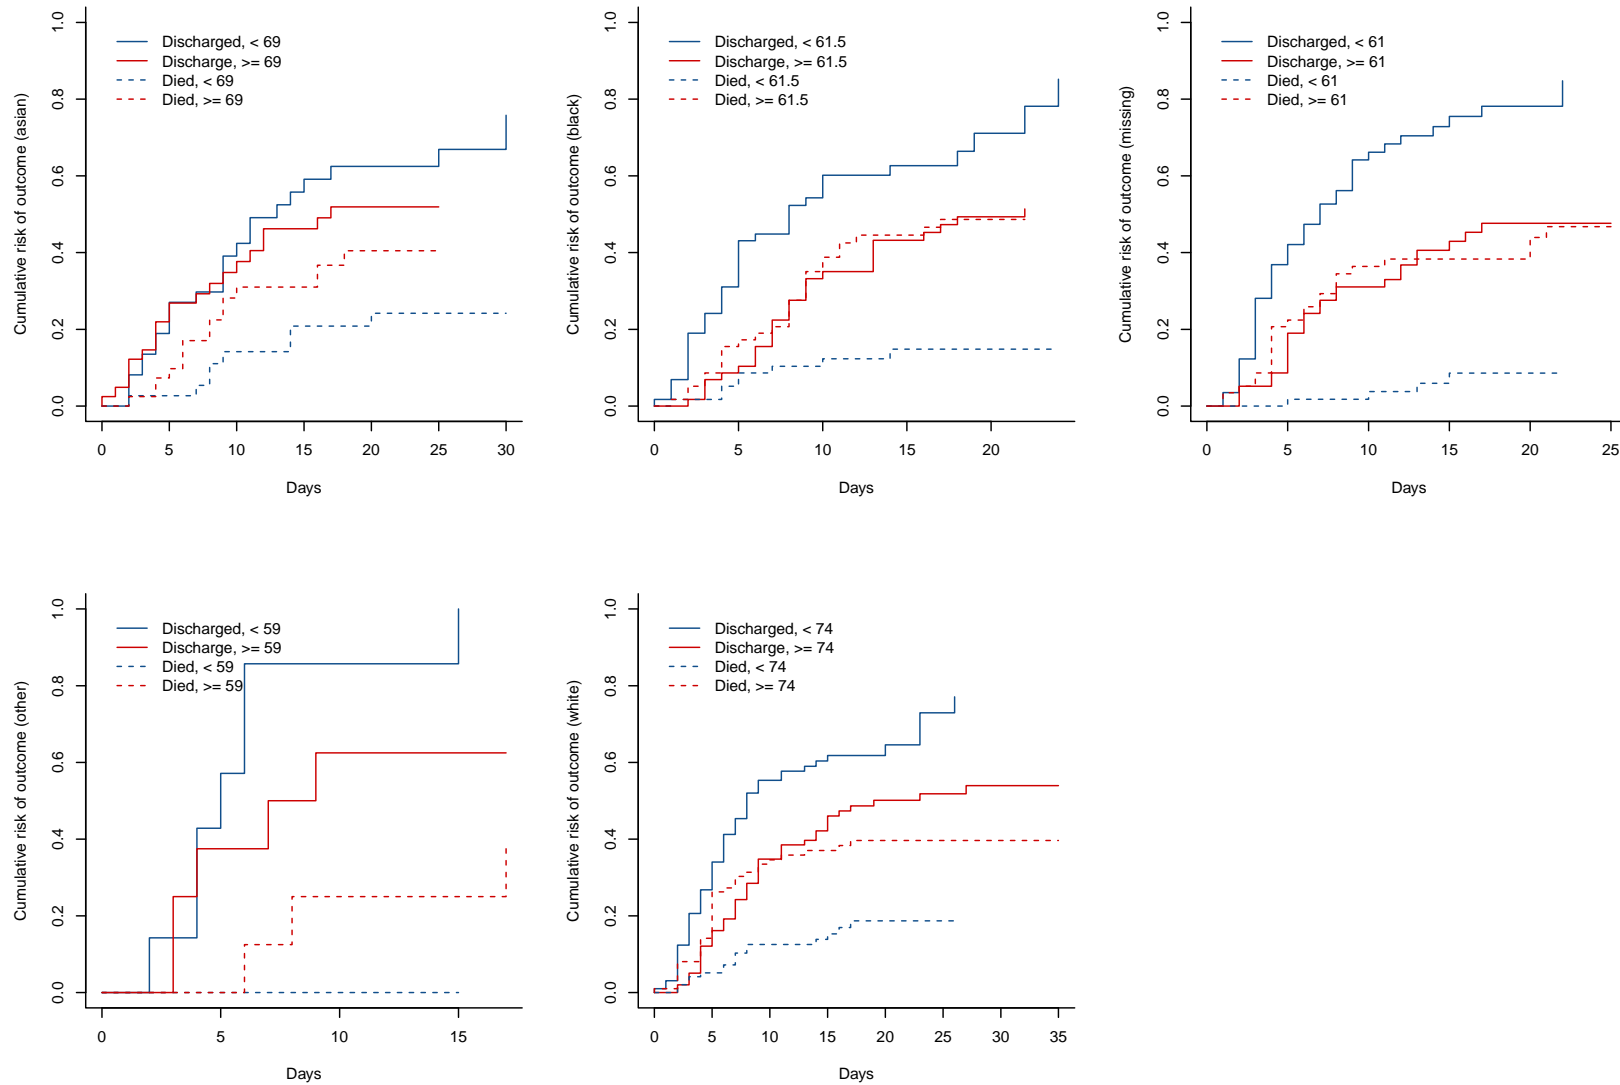 Cumulative risk of outcome (asian)
1.0
0.8
0.6
0.4
0.2
0.0
Discharged, < 69
Discharge, >= 69
Died, < 69
Died, >= 69
0 5 10 15 20 25 30
Days
Cumulative risk of outcome (black)
1.0
0.8
0.6
0.4
0.2
0.0
Discharged, < 61.5
Discharge, >= 61.5
Died, < 61.5
Died, >= 61.5
0 5 10 15 20
Days
Cumulative risk of outcome (missing)
1.0
0.8
0.6
0.4
0.2
0.0
Discharged, < 61
Discharge, >= 61
Died, < 61
Died, >= 61
0 5 10 15 20 25
Days
Cumulative risk of outcome (other)
1.0
0.8
0.6
0.4
0.2
0.0
Discharged, < 59
Discharge, >= 59
Died, < 59
Died, >= 59
0 5 10 15
Days
Cumulative risk of outcome (white)
1.0
0.8
0.6
0.4
0.2
0.0
Discharged, < 74
Discharge, >= 74
Died, < 74
Died, >= 74
0 5 10 15 20 25 30 35
Days